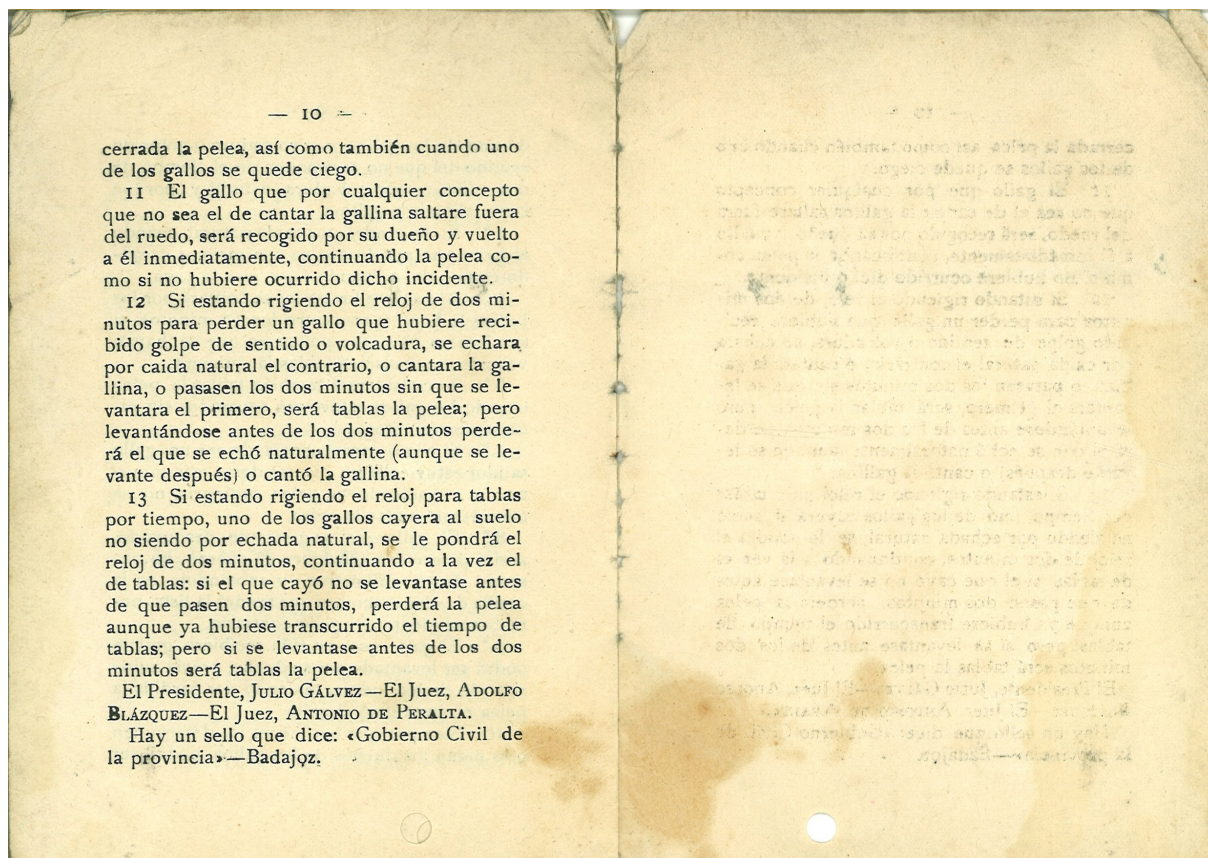 — 10 —
cerrada la pelea, así como también cuando uno
de los gallos se quede ciego.
11 El gallo que por cualquier concepto
que no sea el de cantar la gallina saltare fuera
del ruedo, será recogido por su dueño y vuelto
a él inmediatamente, continuando la pelea co-
mo si no hubiere ocurrido dicho incidente.
12 Si estando rigiendo el reloj de dos mi-
nutos para perder un gallo que hubiere reci-
bido golpe de sentido o volcadura, se echara
por caida natural el contrario, o cantara la ga-
llina, o pasasen los dos minutos sin que se le-
vantara el primero, será tablas la pelea; pero
levantándose antes de los dos minutos perde-
rá el que se echó naturalmente (aunque se le-
vante después) o cantó la gallina.
13 Si estando rigiendo el reloj para tablas
por tiempo, uno de los gallos cayera al suelo
no siendo por echada natural, se le pondrá el
reloj de dos minutos, continuando a la vez el
de tablas: si el que cayó no se levantase antes
de que pasen dos minutos, perderá la pelea
aunque ya hubiese transcurrido el tiempo de
tablas; pero si se levantase antes de los dos
minutos será tablas la pelea.
El Presidente, JULIO GÁLVEZ—El Juez, ADOLFO
BLÁZQUEZ—El Juez, ANTONIO DE PERALTA.
Hay un sello que dice: «Gobierno Civil de
la provincia»—Badajoz.